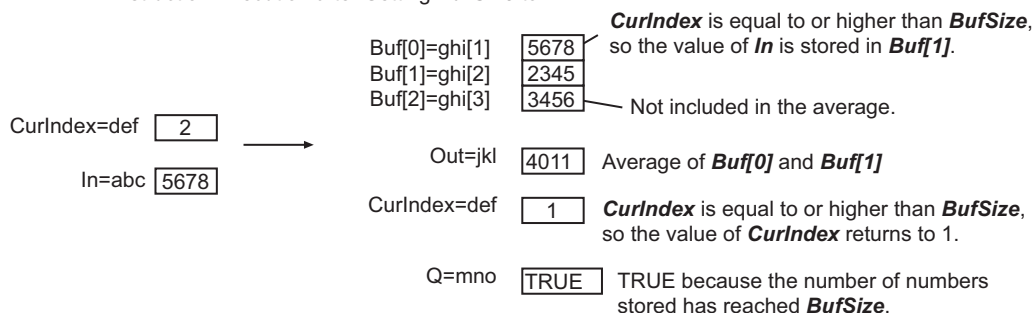 CurIndex is equal to or higher than BufSize,
so the value of In is stored in Buf[1].
Buf[0]=ghi[1] 5678
Buf[1]=ghi[2] 2345
Buf[2]=ghi[3] 3456 Not included in the average.
CurIndex=def 2
In=abc 5678
Out=jkl 4011 Average of Buf[0] and Buf[1]
CurIndex=def 1 CurIndex is equal to or higher than BufSize,
so the value of CurIndex returns to 1.
Q=mno TRUE TRUE because the number of numbers
stored has reached BufSize.